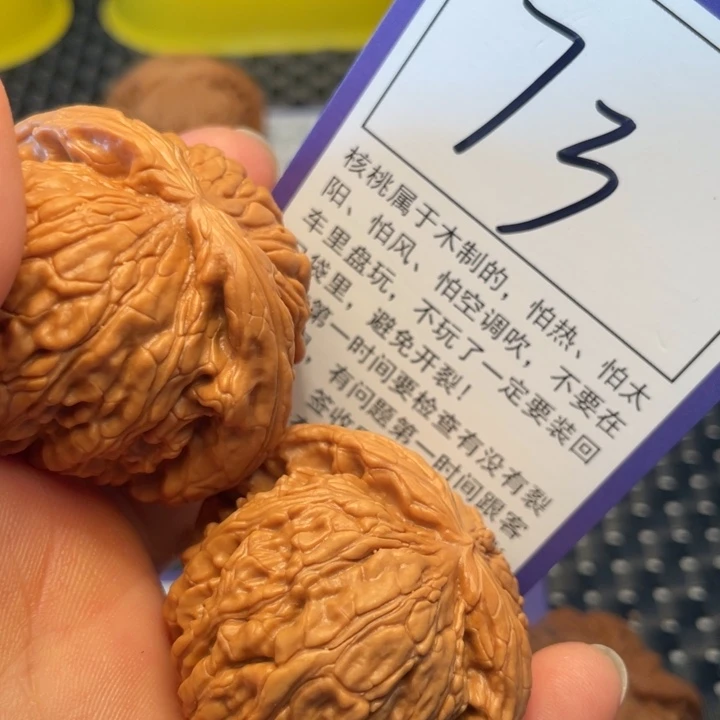 73
核桃属于木制的，怕热、怕太
阳、怕风、怕空调吹，不要在
车里盘玩，不玩了一定要装回
袋里，避免开裂！
第一时间要检查有没有裂
，有问题第一时间跟客
签收